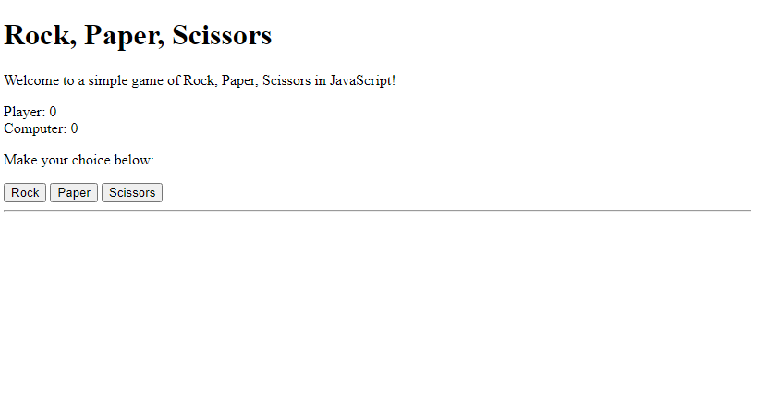 Rock, Paper, Scissors
Welcome to a simple game of Rock, Paper, Scissors in JavaScript!
Player: 0
Computer: 0
Make your choice below:
Rock Paper Scissors